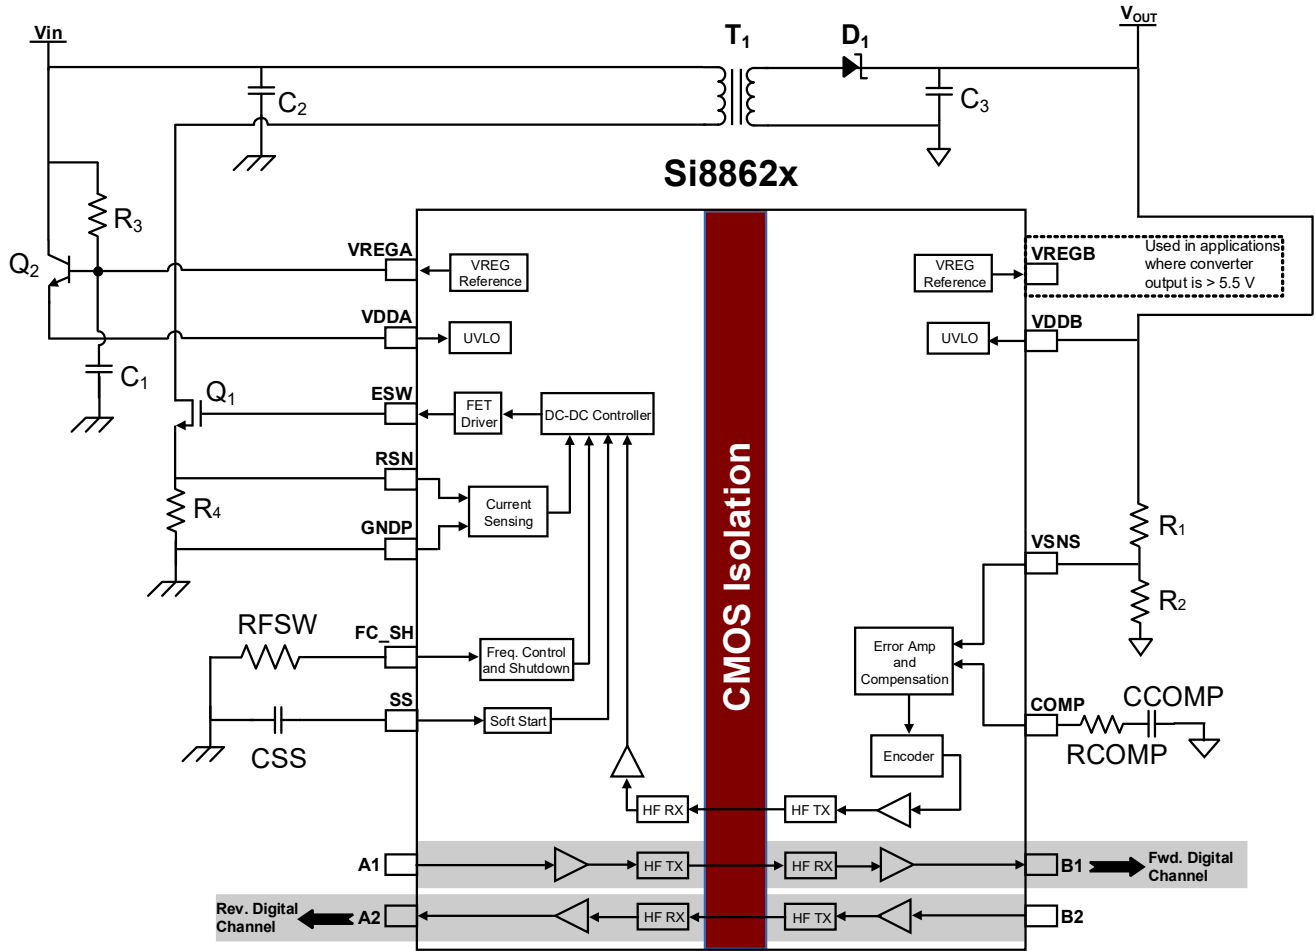 Vin
T1
D1
VOUT
C2
C3
Si8862x
R3
Q2
VREGA
VREG
Reference
VREG
Reference
VREGB
Used in applications
where converter
output is > 5.5 V
VDDA
UVLO
UVLO
VDDB
C1
Q1
ESW
FET
Driver
DC-DC Controller
RSN
R4
Current
Sensing
GNDP
CMOS Isolation
R1
VSNS
R2
RFSW
FC_SH
Freq. Control
and Shutdown
Error Amp
and
Compensation
SS
Soft Start
CSS
COMP
CCOMP
RCOMP
Encoder
HF RX
HF TX
A1
HF TX
HF RX
B1
Fwd. Digital
Channel
Rev. Digital
Channel
A2
HF RX
HF TX
B2